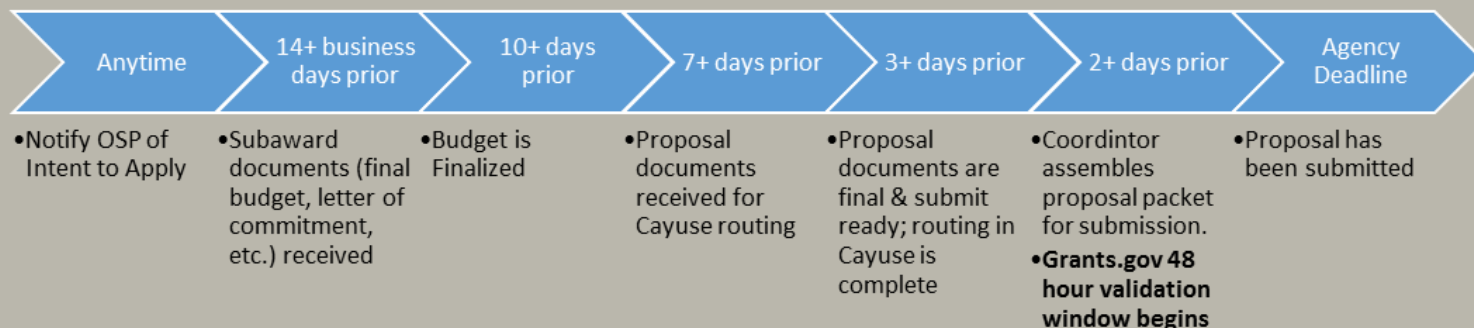 Anytime
14+ business
days prior
10+ days
prior
7+ days prior
3+ days prior
2+ days prior
Agency
Deadline
•Notify OSP of
Intent to Apply
•Subaward
documents (final
budget, letter of
commitment,
etc.) received
•Budget is
Finalized
•Proposal
documents
received for
Cayuse routing
•Proposal
documents are
final & submit
ready; routing in
Cayuse is
complete
•Coordintor
assembles
proposal packet
for submission.
•Grants.gov 48
hour validation
window begins
•Proposal has
been submitted